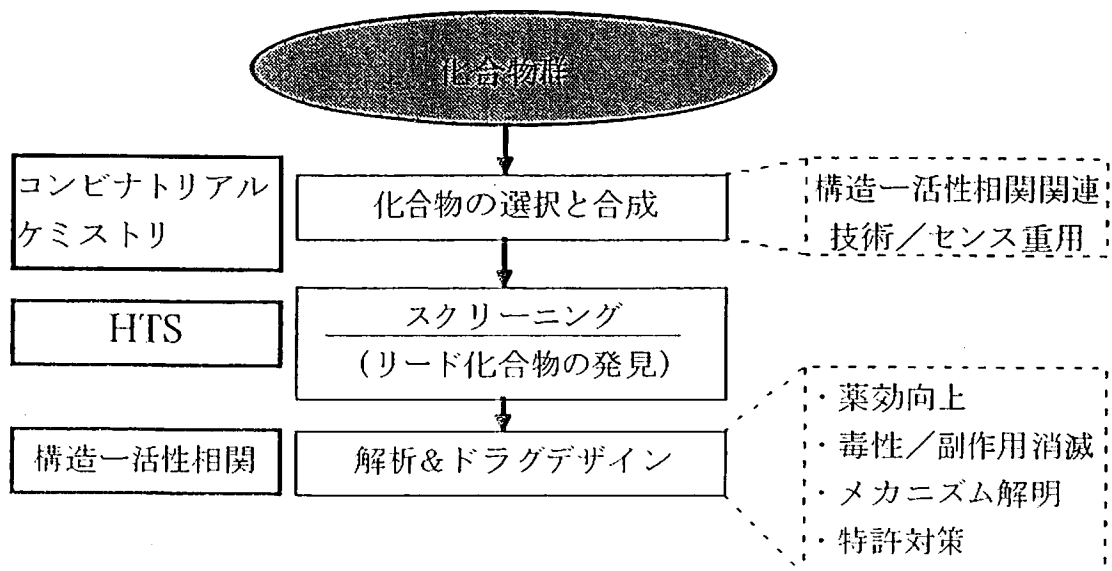 化合物群
コンビナトリアル
ケミストリ
化合物の選択と合成
構造ー活性相関関連
技術／センス重用
HTS
スクリーニング
(リード化合物の発見)
構造ー活性相関
解析&ドラグデザイン
・薬効向上
・毒性／副作用消滅
・メカニズム解明
・特許対策